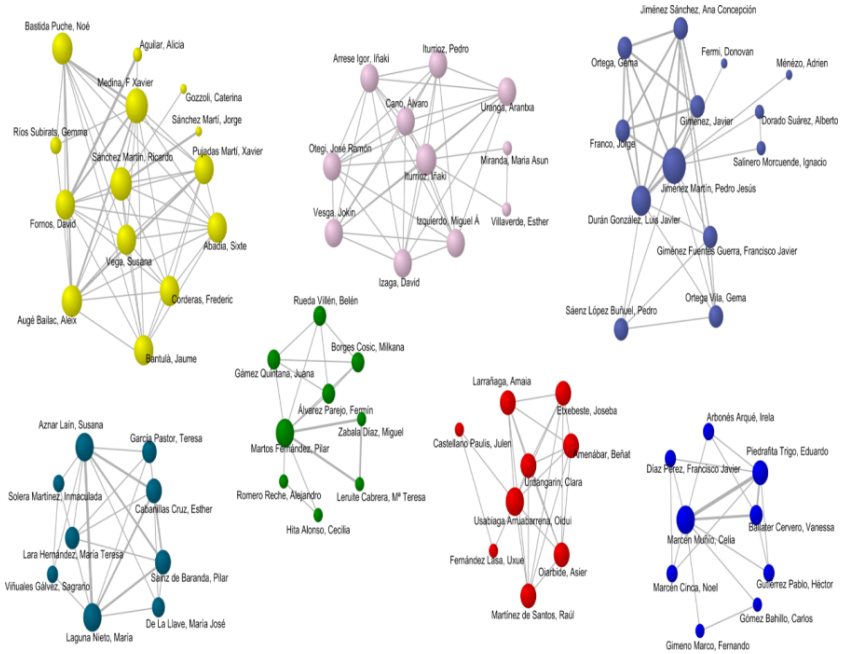 Bastida Puche, Noé
Aguilar, Alicia
Medina, F Xavier
Gozzoli, Caterina
Sánchez Martí, Jorge
Ríos Subirats, Gemma
Pujadas Martí, Xavier
Sánchez Martín, Ricardo
Fornos, David
Abadía, Sixte
Vega, Susana
Corderas, Frederic
Augé Bailac, Aleix
Bantulà, Jaume
Iturrioz, Pedro
Arrese Igor, Iñaki
Uranga, Arantxa
Cano, Álvaro
Otegi, José Ramón
Miranda, Maria Asun
Iturrioz, Iñaki
Vesga, Jokin
Izquierdo, Miguel Á
Villaverde, Esther
Izaga, David
Jiménez Sánchez, Ana Concepción
Ortega, Gema
Fermi, Donovan
Ménézo, Adrien
Gimenez, Javier
Dorado Suárez, Alberto
Franco, Jorge
Salinero Morcuende, Ignacio
Jiménez Martín, Pedro Jesús
Durán González, Luis Javier
Giménez Fuentes Guerra, Francisco Javier
Ortega Vila, Gema
Sáenz López Buñuel, Pedro
Rueda Villén, Belén
Borges Cosic, Milkana
Gámez Quintana, Juana
Álvarez Parejo, Fermin
Zabala Díaz, Miguel
Martos Fernández, Pilar
Romero Reche, Alejandro
Leruite Cabrera, Mª Teresa
Hita Alonso, Cecilia
Aznar Laín, Susana
García Pastor, Teresa
Solera Martínez, Inmaculada
Cabanillas Cruz, Esther
Lara Hernández, María Teresa
Sainz de Baranda, Pilar
Viñuales Gálvez, Sagrario
De La Llave, María José
Laguna Nieto, María
Larrañaga, Amaia
Etxebeste, Joseba
Castellano Paulis, Julen
Amenábar, Beñat
Urdangarin, Clara
Usabiaga Arruabarrena, Oidui
Fernández Lasa, Uxue
Oiarbide, Asier
Martínez de Santos, Raúl
Arbonés Arqué, Irela
Piedrafita Trigo, Eduardo
Díaz Pérez, Francisco Javier
Ballater Cervero, Vanessa
Marcén Muñío, Celia
Marcén Cinca, Noel
Gutiérrez Pablo, Héctor
Gómez Bahillo, Carlos
Gimeno Marco, Fernando